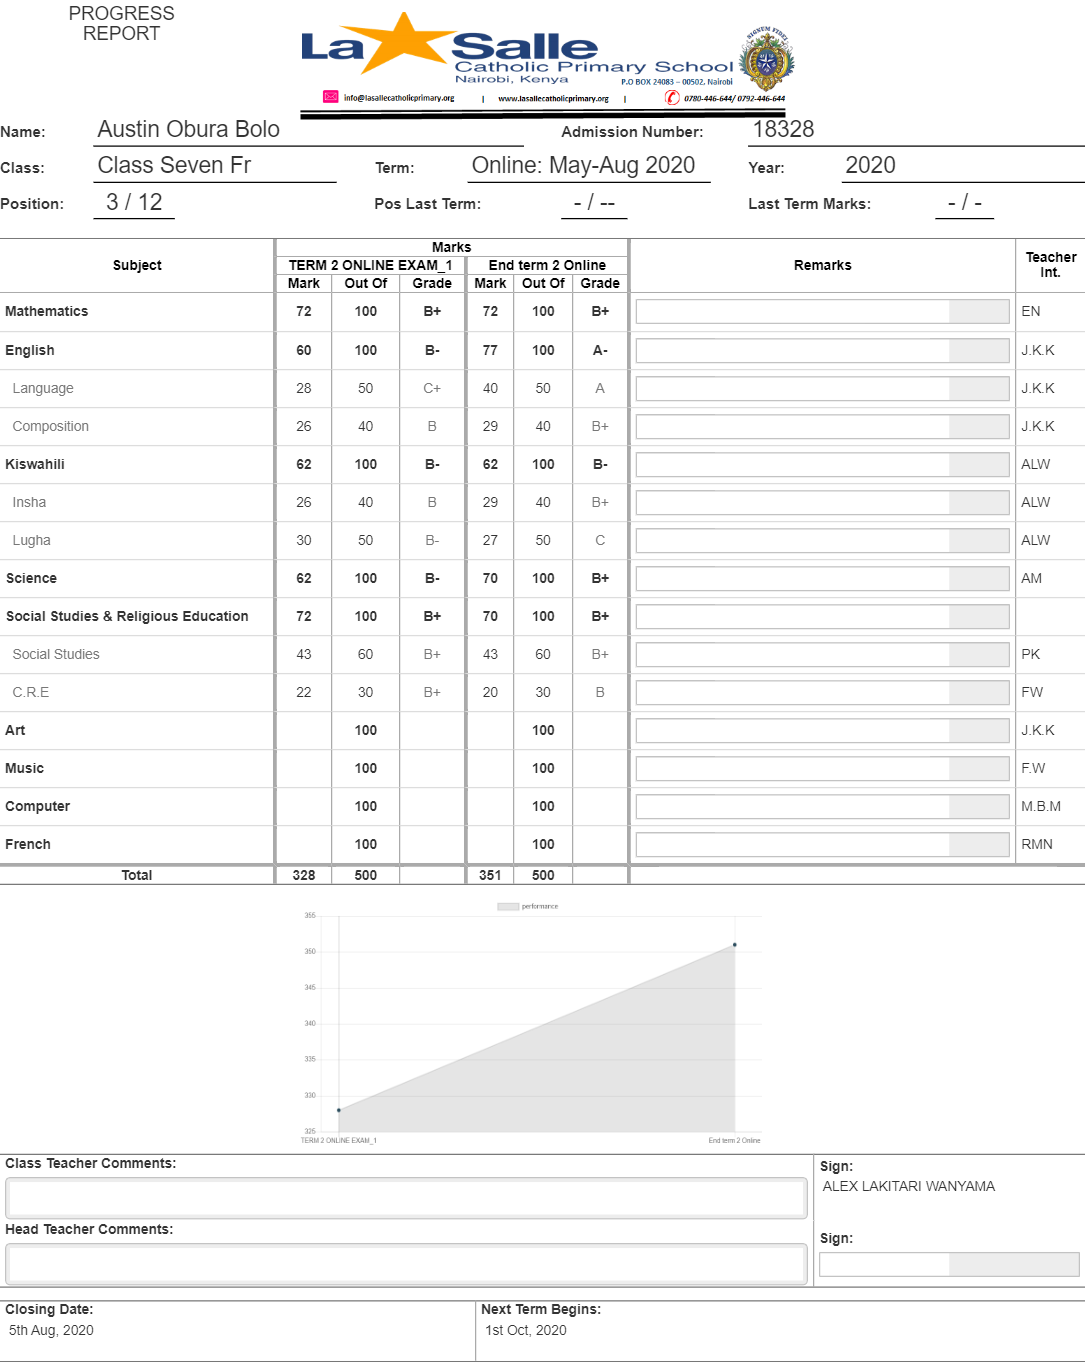 PROGRESS
REPORT
La Salle
Catholic Primary School
Nairobi, Kenya
P.O BOX 24083 – 00502. Nairobi
SIGNUM FIDEI
info@lasallecatholicprimary.org | www.lasallecatholicprimary.org | 0780-446-644/ 0792-446-644
Name: Austin Obura Bolo Admission Number: 18328
Class: Class Seven Fr Term: Online: May-Aug 2020 Year: 2020
Position: 3 / 12 Pos Last Term: - / -- Last Term Marks: - / -
Marks
Subject TERM 2 ONLINE EXAM_1 End term 2 Online Remarks Teacher Int.
Mark Out Of Grade Mark Out Of Grade
Mathematics 72 100 B+ 72 100 B+ EN
English 60 100 B- 77 100 A- J.K.K
Language 28 50 C+ 40 50 A J.K.K
Composition 26 40 B 29 40 B+ J.K.K
Kiswahili 62 100 B- 62 100 B- ALW
Insha 26 40 B 29 40 B+ ALW
Lugha 30 50 B- 27 50 C ALW
Science 62 100 B- 70 100 B+ AM
Social Studies & Religious Education 72 100 B+ 70 100 B+
Social Studies 43 60 B+ 43 60 B+ PK
C.R.E 22 30 B+ 20 30 B FW
Art 100 100 J.K.K
Music 100 100 F.W
Computer 100 100 M.B.M
French 100 100 RMN
Total 328 500 351 500
performance
355
350
345
340
335
330
325
TERM 2 ONLINE EXAM_1 End term 2 Online
Class Teacher Comments: Sign:
ALEX LAKITARI WANYAMA
Head Teacher Comments: Sign:
Closing Date: Next Term Begins:
5th Aug, 2020 1st Oct, 2020